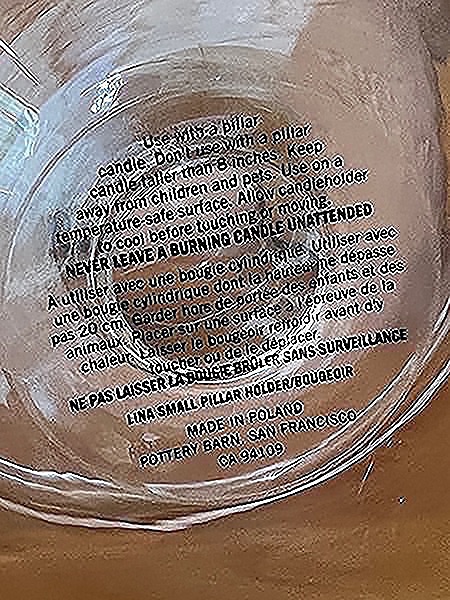 Use with a pillar
candle. Don't use with a pillar
candle taller than 8 inches. Keep
away from children and pets. Use on a
temperature-safe surface. Allow candleholder
to cool before touching or moving.
NEVER LEAVE A BURNING CANDLE UNATTENDED
À utiliser avec une bougie cylindrique. Utiliser avec
une bougie cylindrique dont la hauteur ne dépasse
pas 20 cm. Garder hors de portée des enfants et des
animaux. Placer sur une surface à l'épreuve de la
chaleur. Laisser le bougeoir refroidir avant d'y
toucher ou de le déplacer.
NE PAS LAISSER LA BOUGIE BRÛLER SANS SURVEILLANCE
LINA SMALL PILLAR HOLDER/BOUGEOIR
MADE IN POLAND
POTTERY BARN, SAN FRANCISCO
CA 94109